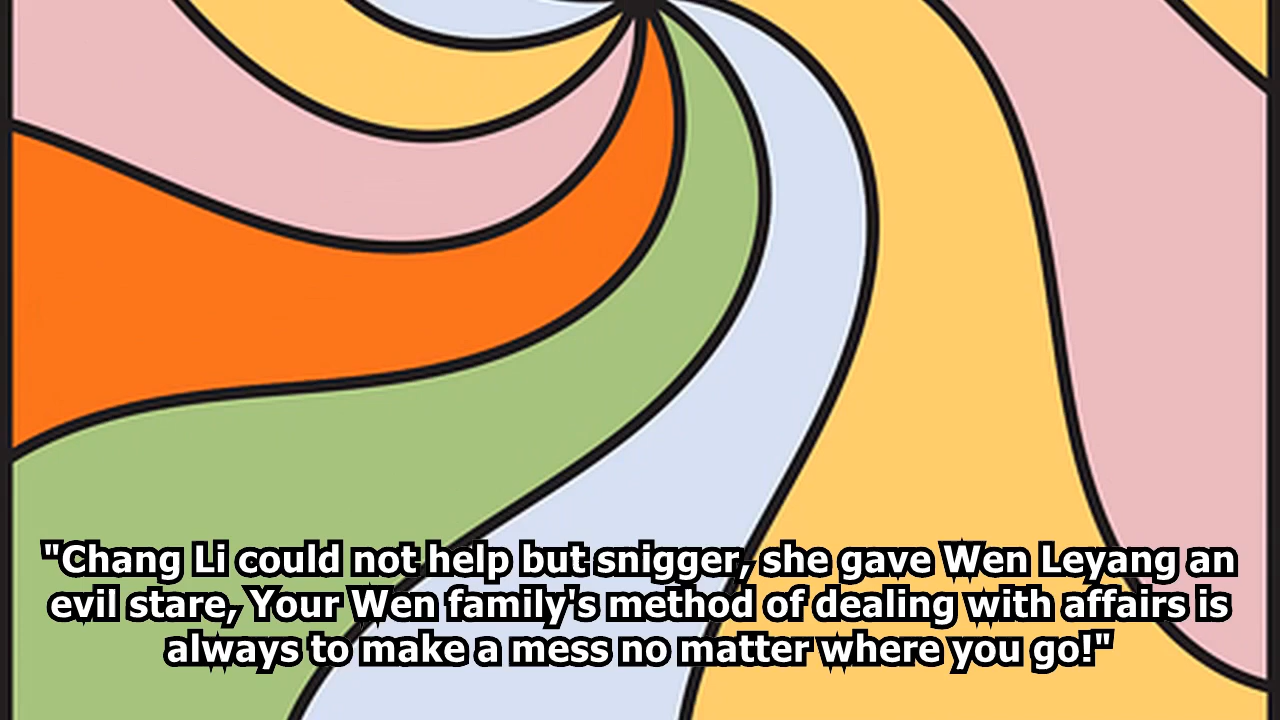 "Chang Li could not help but snigger, she gave Wen Leyang an
evil stare, Your Wen family's method of dealing with affairs is
always to make a mess no matter where you go!"